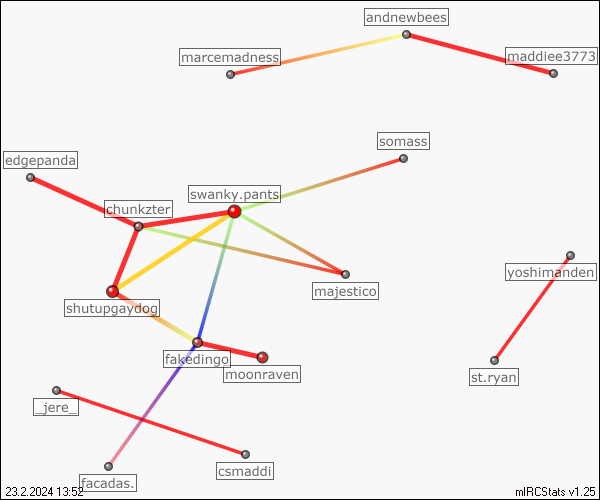 andnewbees
marcemadness
maddiee3773
somass
edgepanda
swanky.pants
chunkzter
yoshimanden
majestico
shutupgaydog
fakedingo
moonraven
st.ryan
_jere_
csmaddi
facadas.
23.2.2024 13:52
mIRCStats v1.25